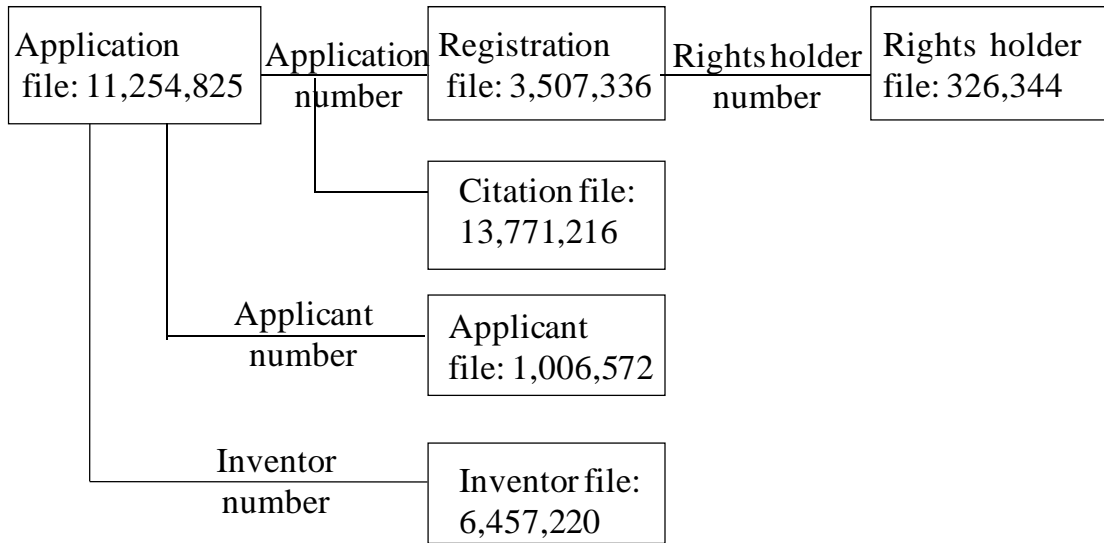 Application
file: 11,254,825
Application
number
Registration
file: 3,507,336
Rights holder
number
Rights holder
file: 326,344
Citation file:
13,771,216
Applicant
number
Applicant
file: 1,006,572
Inventor
number
Inventor file:
6,457,220